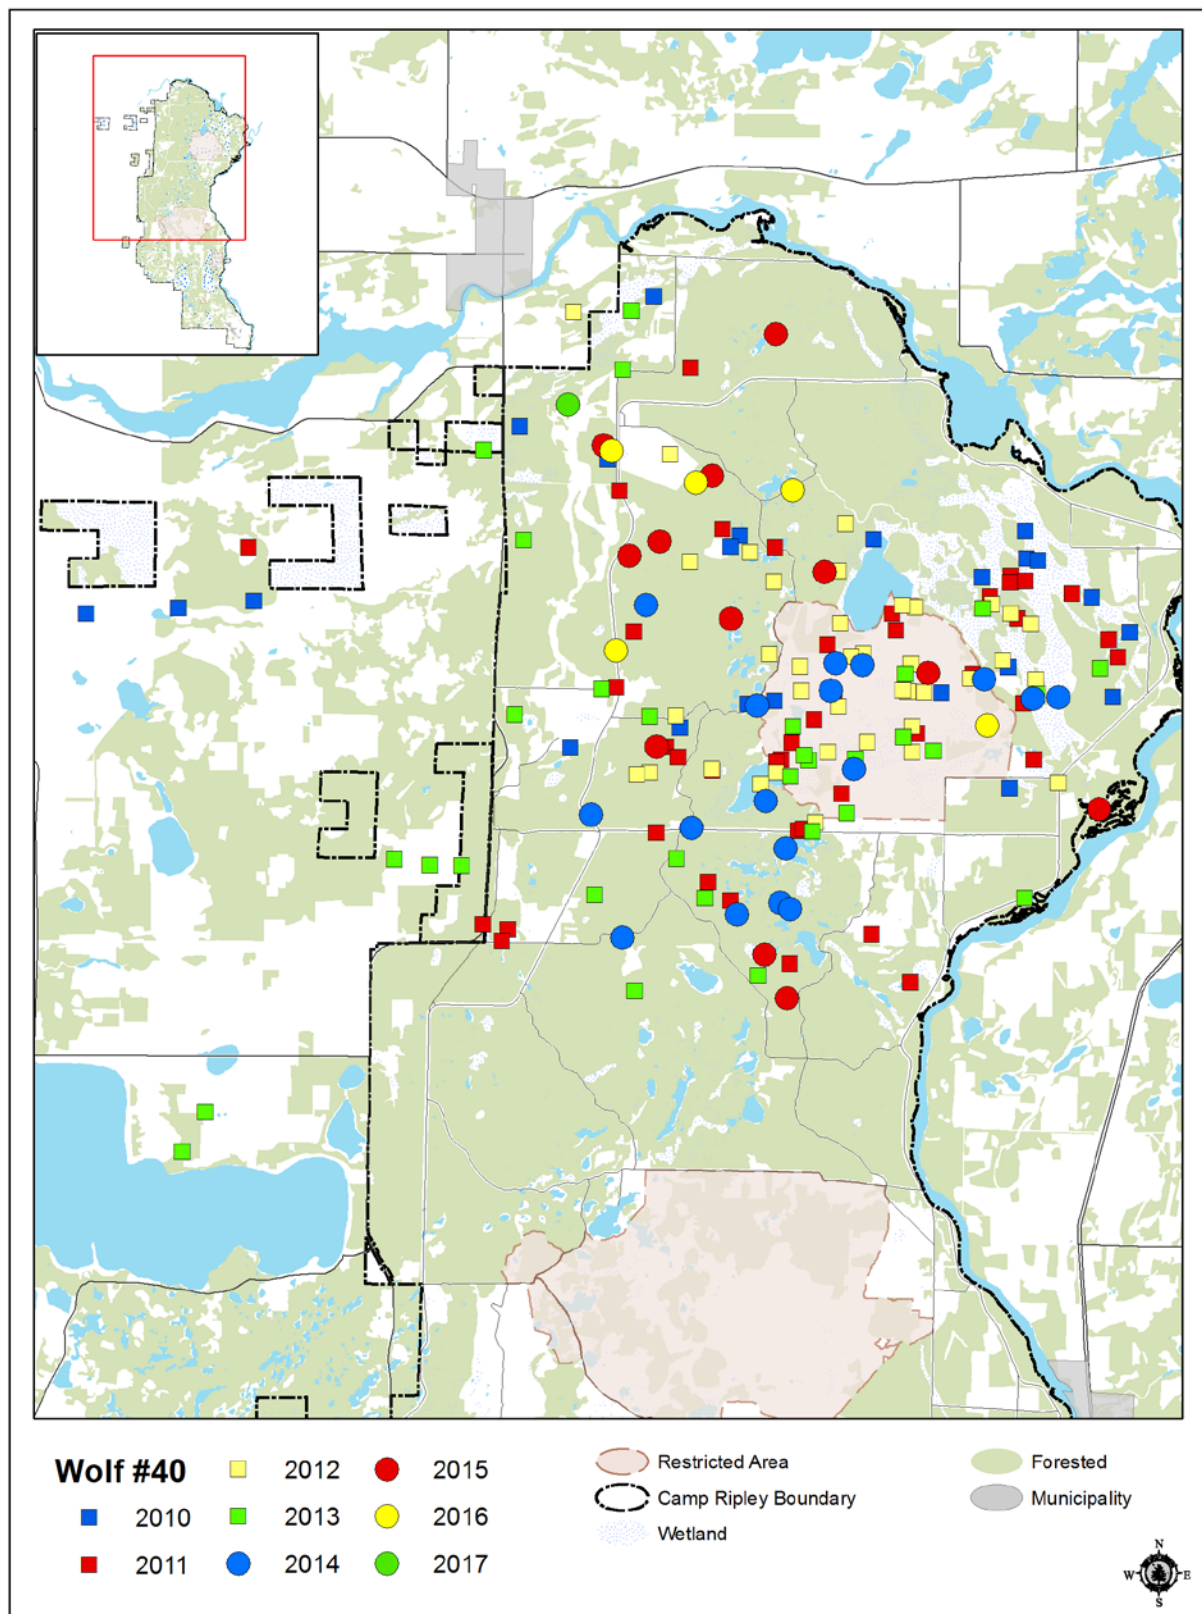 Wolf #40
2010
2011
2012
2013
2014
2015
2016
2017
Restricted Area
Camp Ripley Boundary
Wetland
Forested
Municipality
N
W E
S